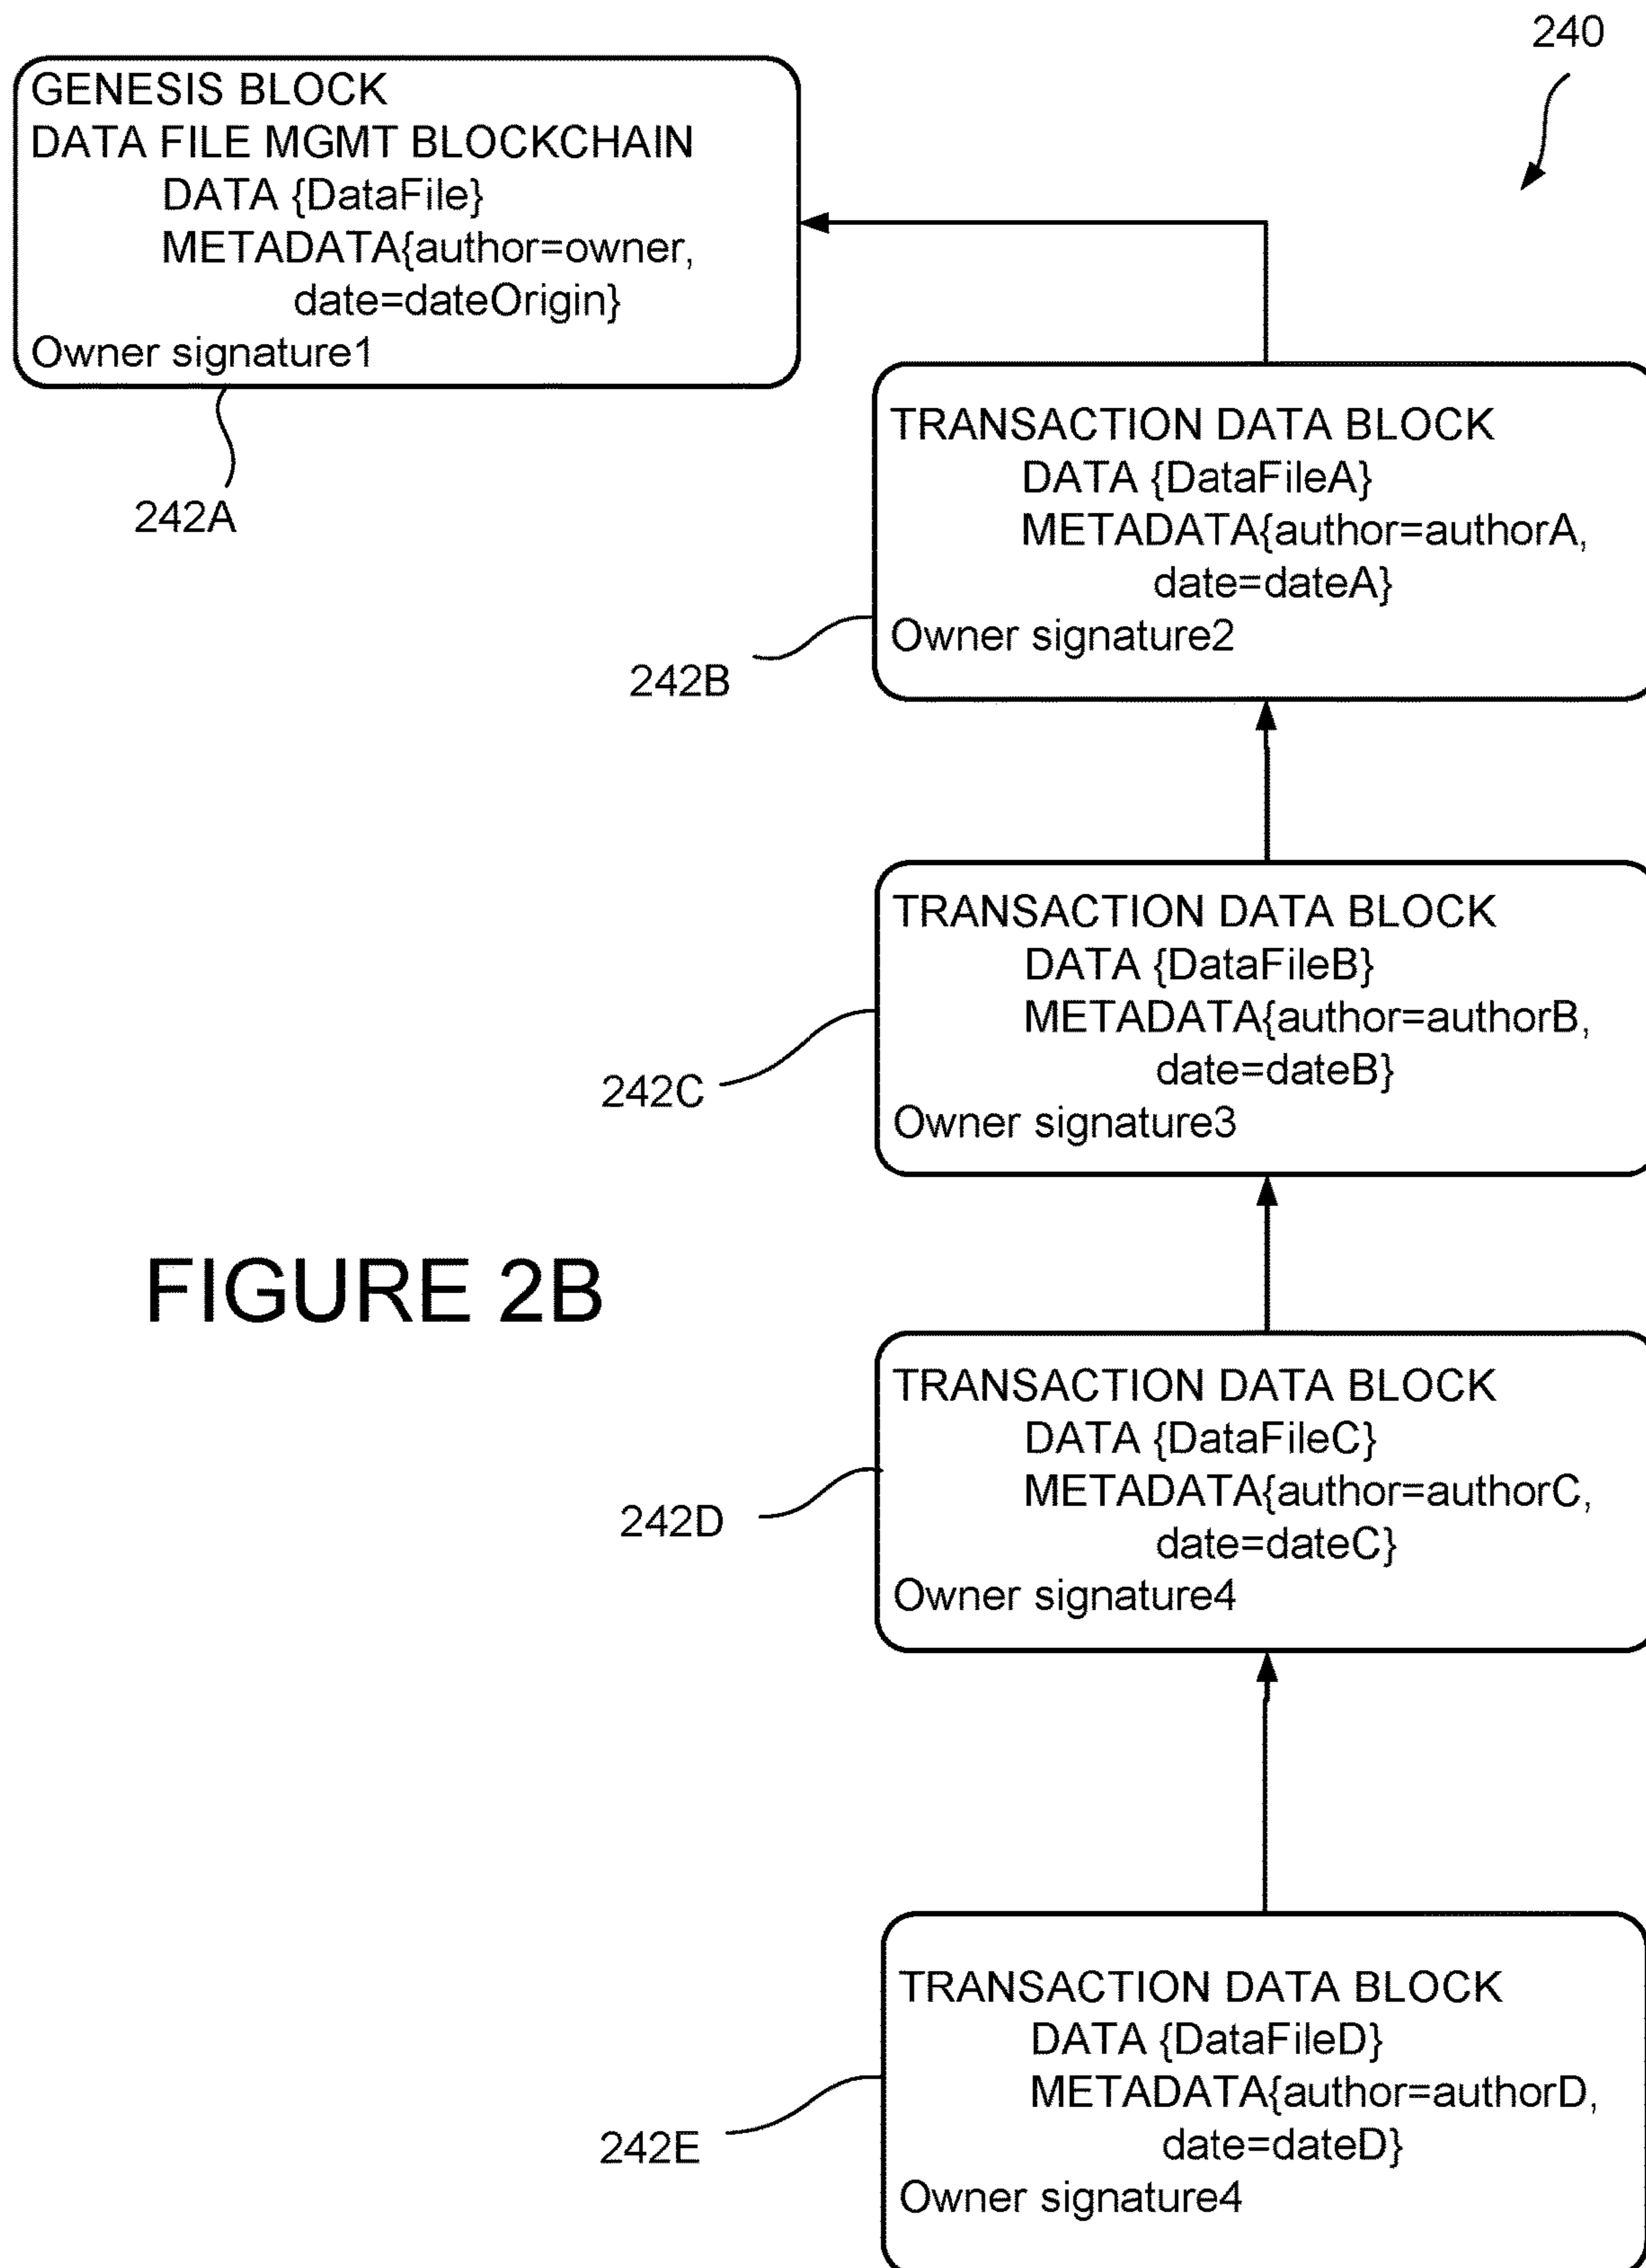 240
GENESIS BLOCK
DATA FILE MGMT BLOCKCHAIN
DATA {DataFile}
METADATA{author=owner,
date=dateOrigin}
Owner signature1
242A
TRANSACTION DATA BLOCK
DATA {DataFileA}
METADATA{author=authorA,
date=dateA}
Owner signature2
242B
TRANSACTION DATA BLOCK
DATA {DataFileB}
METADATA{author=authorB,
date=dateB}
Owner signature3
242C
FIGURE 2B
TRANSACTION DATA BLOCK
DATA {DataFileC}
METADATA{author=authorC,
date=dateC}
Owner signature4
242D
TRANSACTION DATA BLOCK
DATA {DataFileD}
METADATA{author=authorD,
date=dateD}
Owner signature4
242E